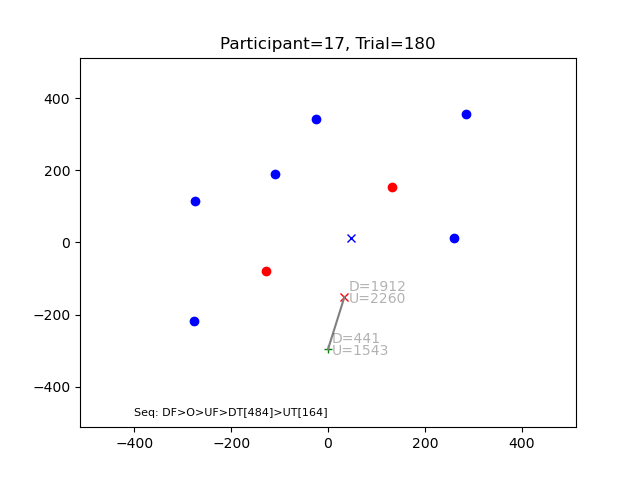 Participant=17, Trial=180
400
200
0
−200
−400
D=1912
U=2260
D=441
U=1543
Seq: DF>O>UF>DT[484]>UT[164]
−400
−200
0
200
400